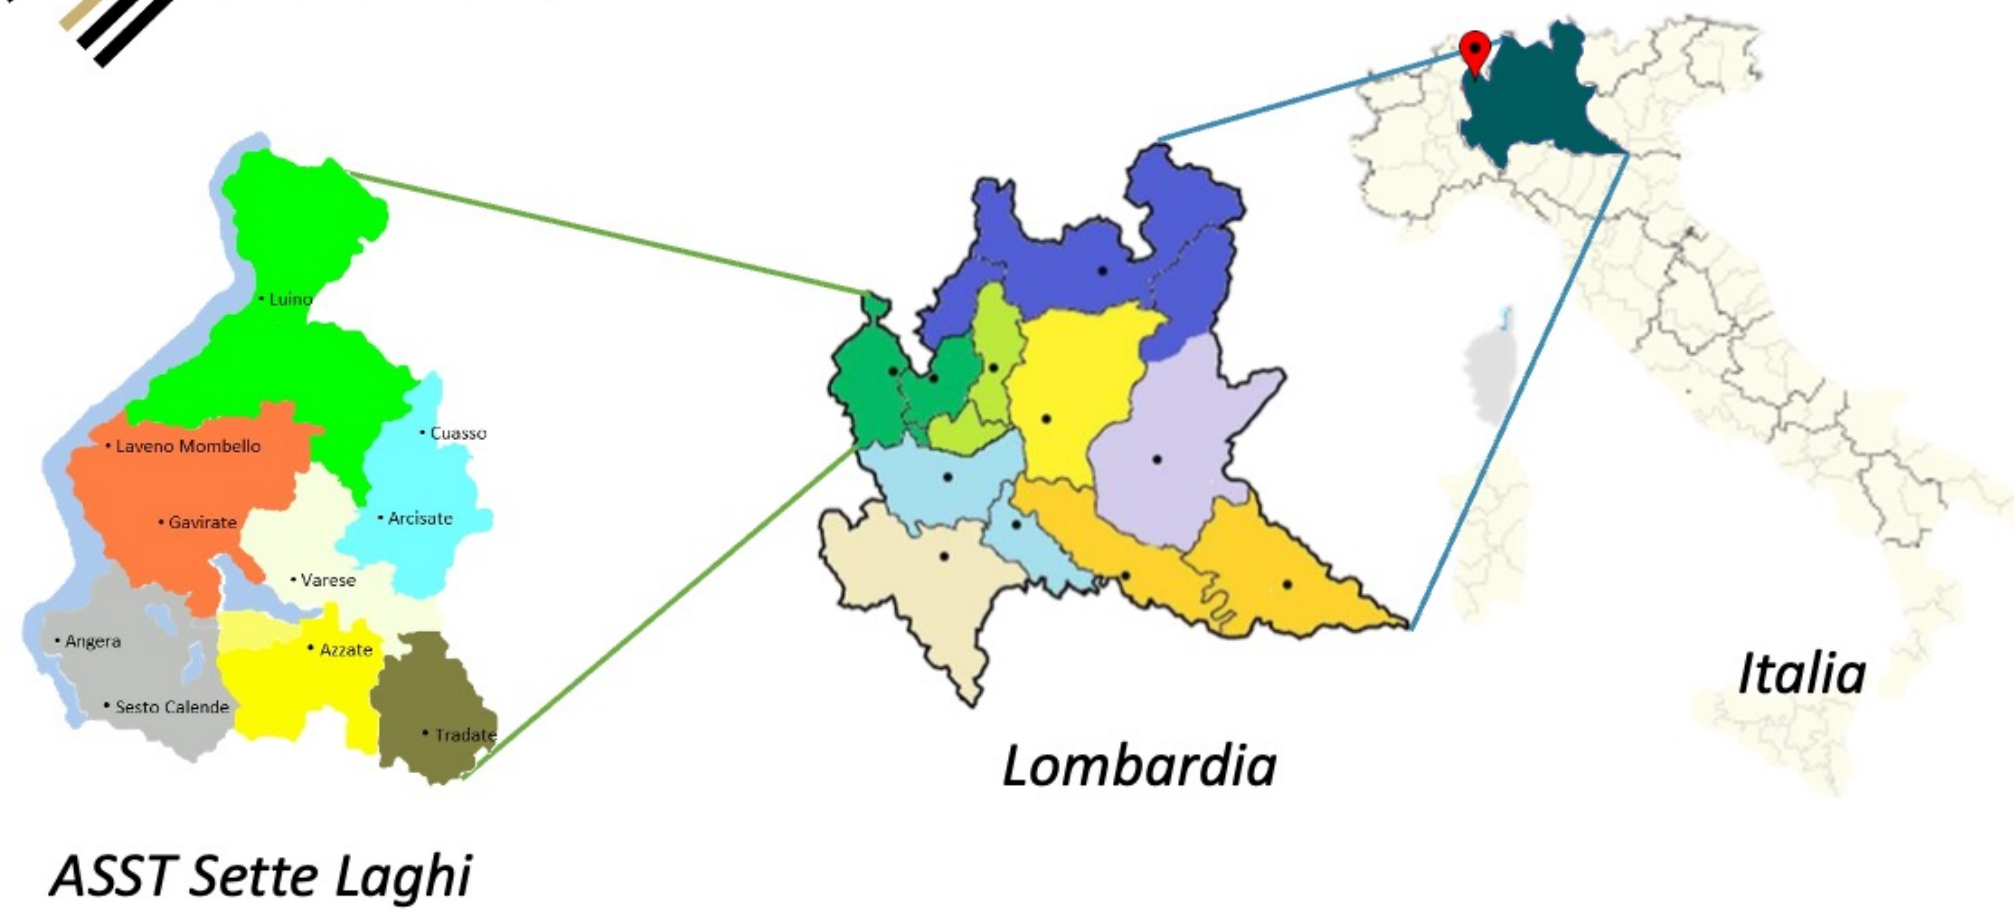 Luino
Cuasso
Laveno Mombello
Arcisate
Gavirate
Varese
Angera
Azzate
Sesto Calende
Tradate
Italia
Lombardia
ASST Sette Laghi